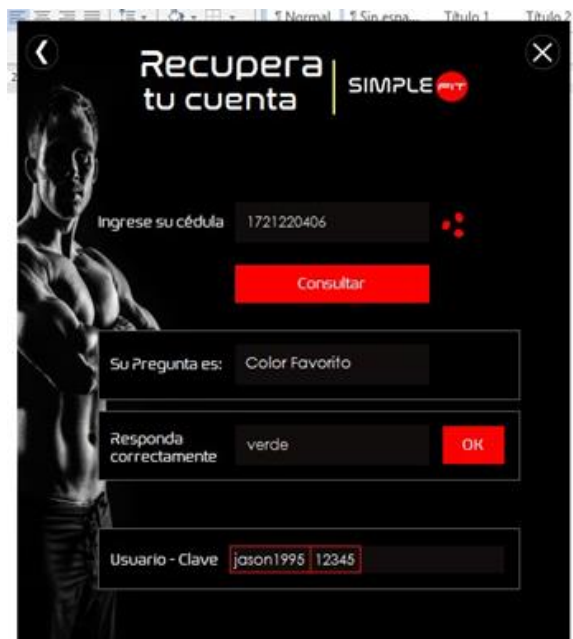 ¶ Normal ¶ Sin espa... Título 1 Título 2
Recupera
tu cuenta
SIMPLE FIT
Ingrese su cédula 1721220406
Consultar
Su Pregunta es: Color Favorito
Responda
correctamente verde OK
Usuario - Clave jason1995 12345